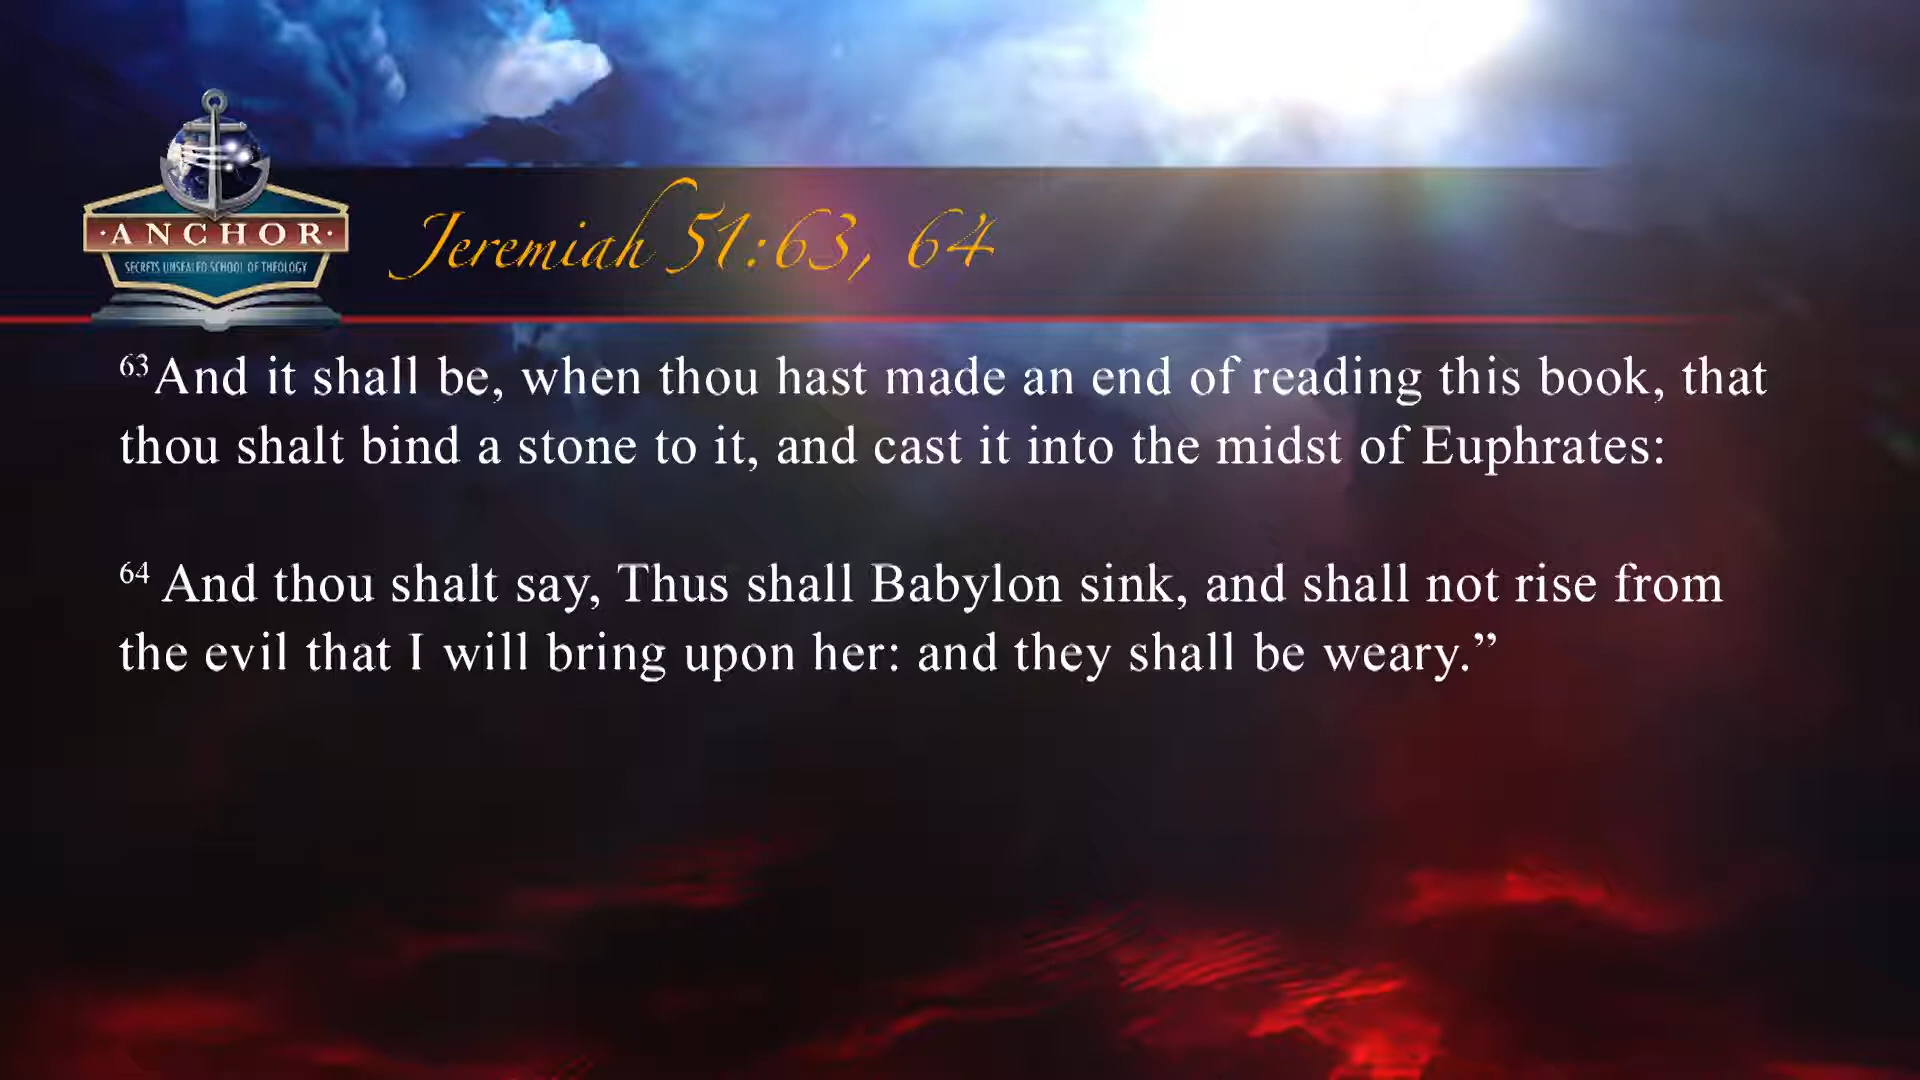 ·ANCHOR·
SECRETS UNSEALED SCHOOL OF THEOLOGY
Jeremiah 51:63, 64
63And it shall be, when thou hast made an end of reading this book, that
thou shalt bind a stone to it, and cast it into the midst of Euphrates:
64 And thou shalt say, Thus shall Babylon sink, and shall not rise from
the evil that I will bring upon her: and they shall be weary.”